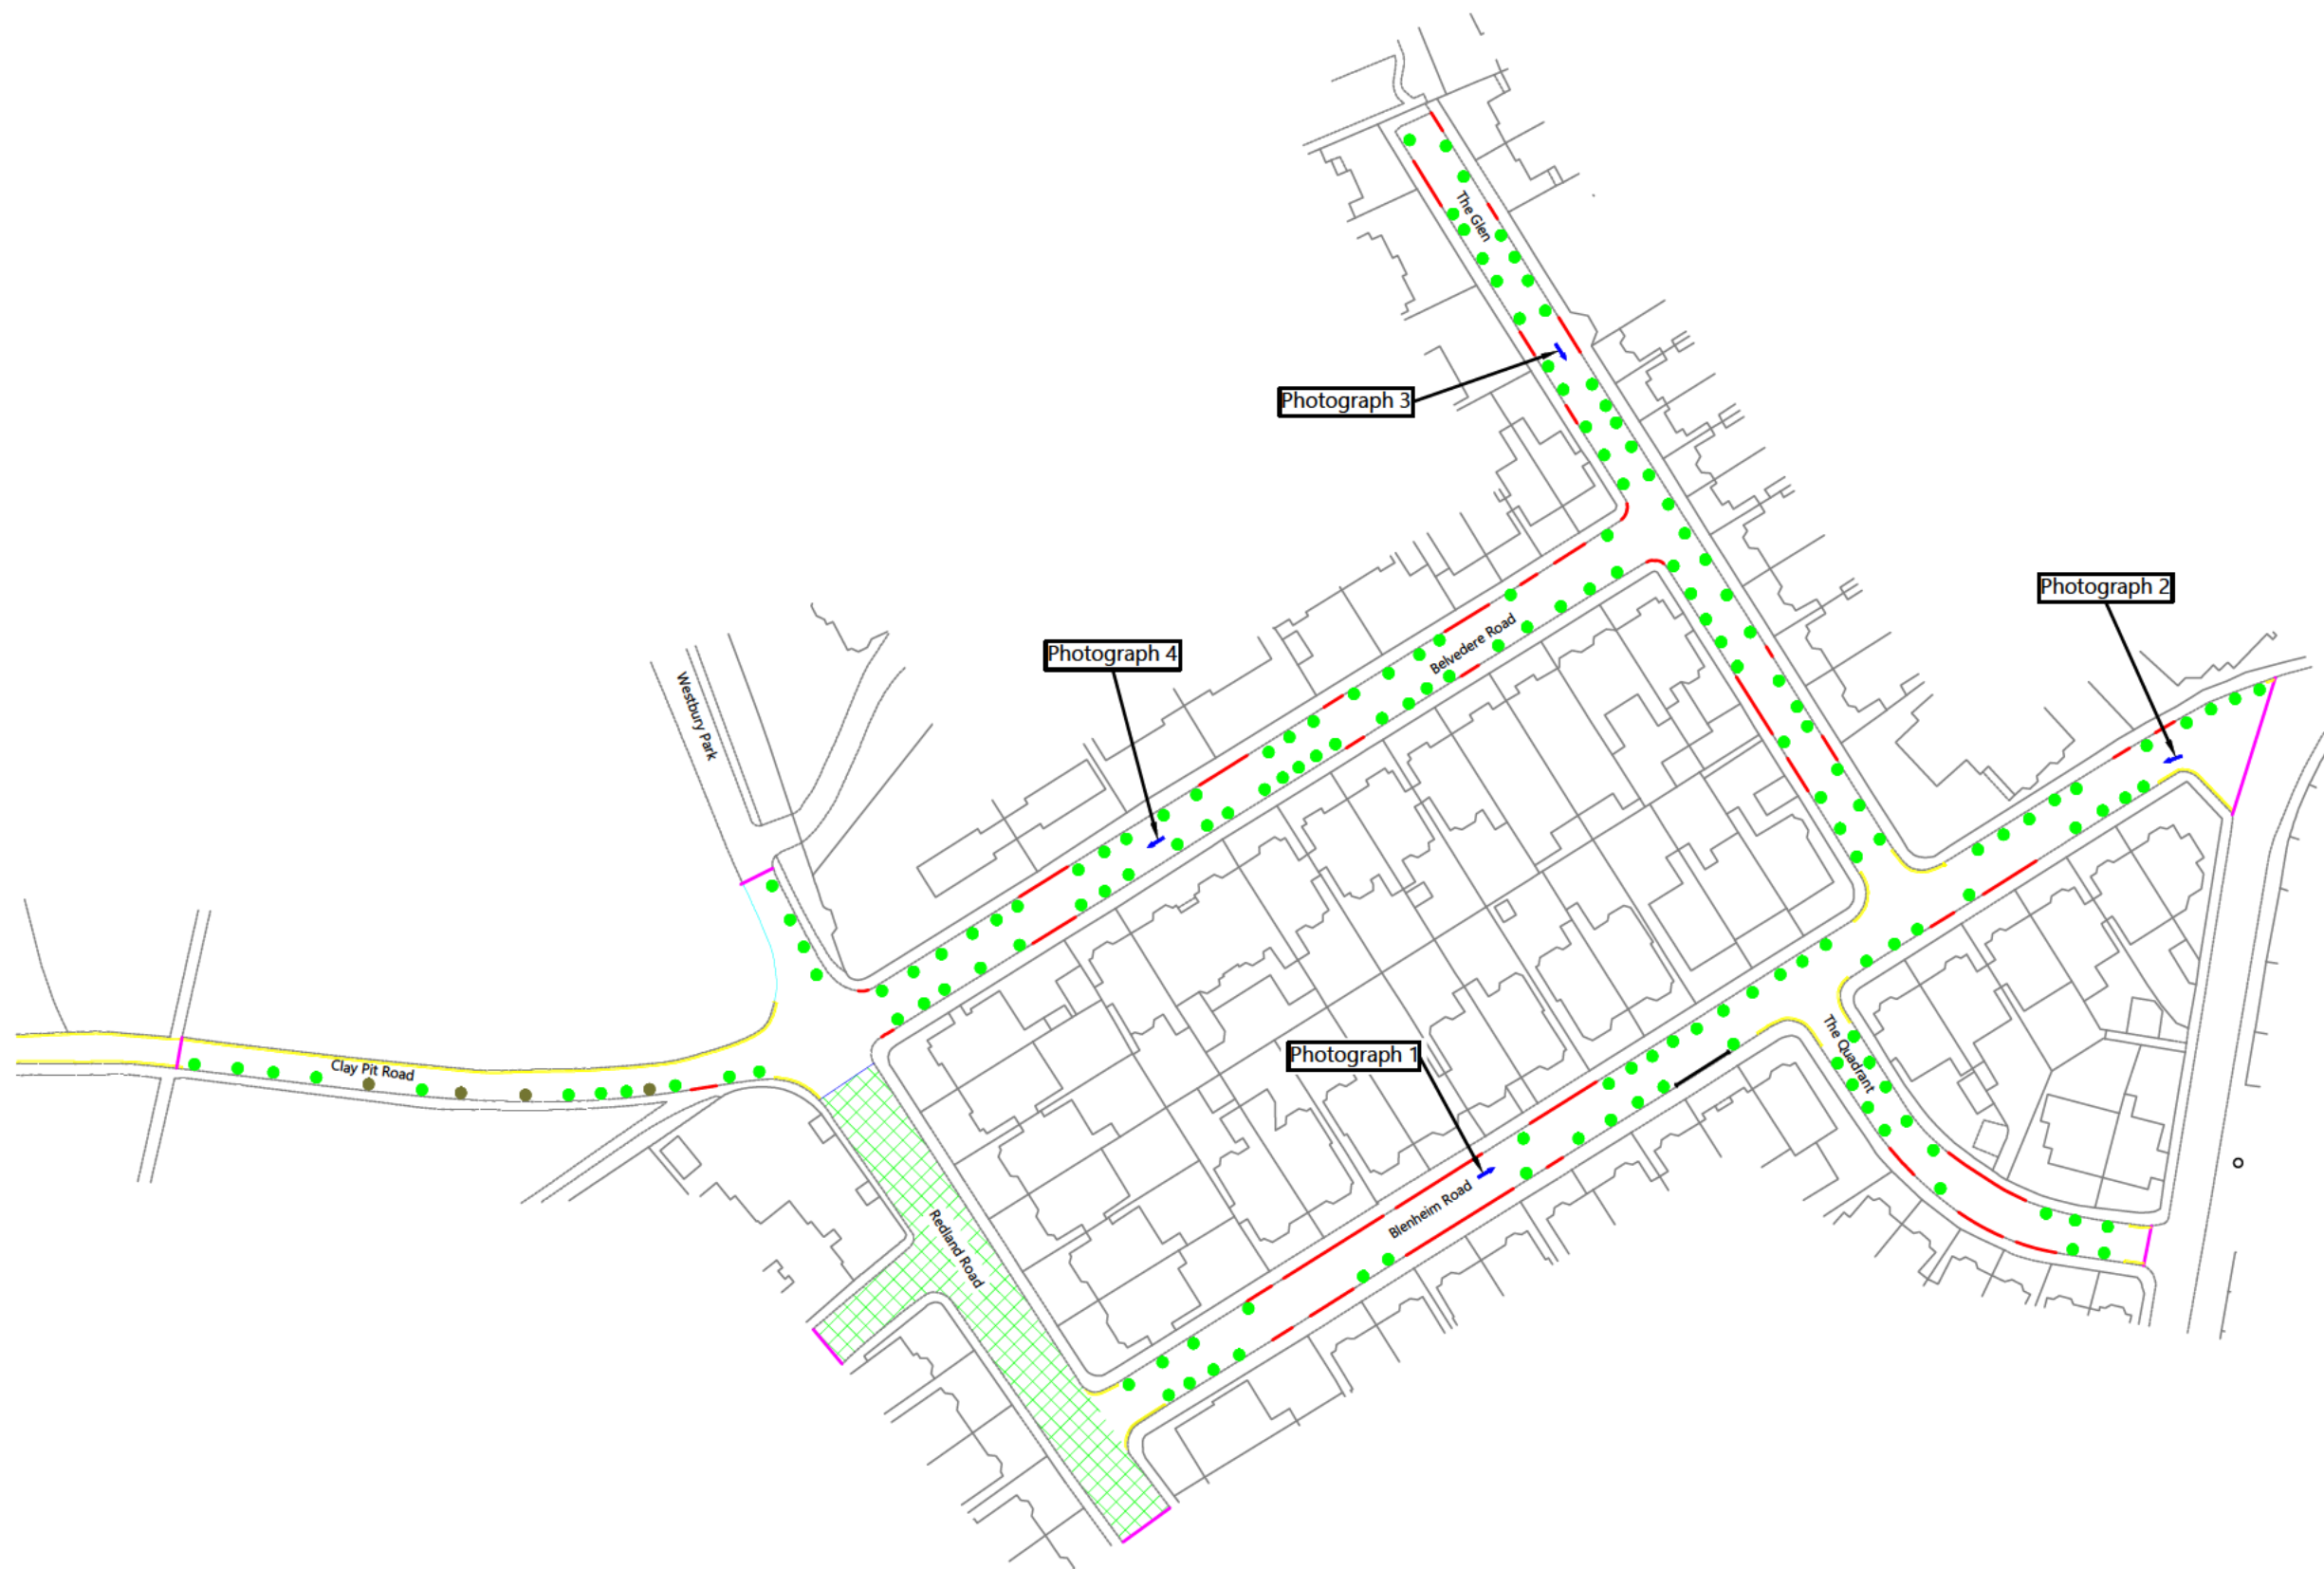 The Glen
Photograph 3
Photograph 2
Belvedere Road
Photograph 4
Westbury Park
Clay Pit Road
The Quadrant
Photograph 1
Blenheim Road
Redland Road